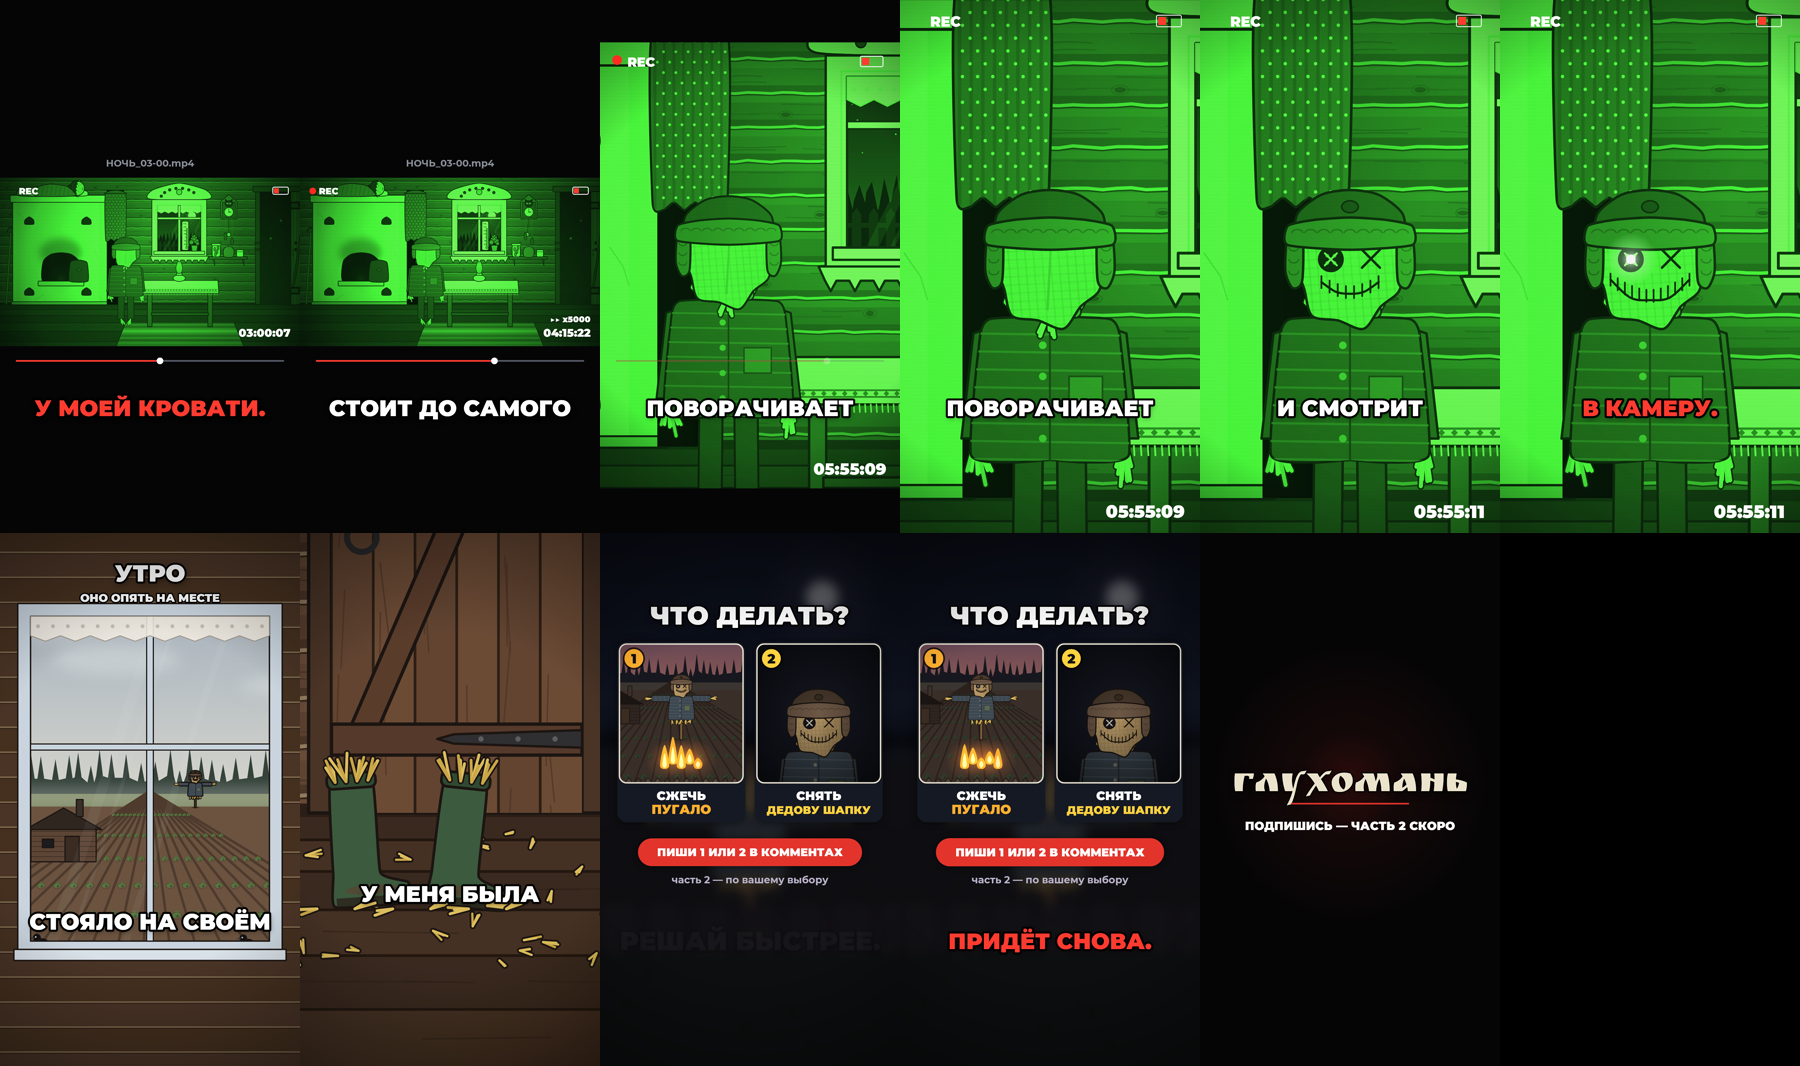 НОЧЬ_03-00.mp4
REC
03:00:07
У МОЕЙ КРОВАТИ.
НОЧЬ_03-00.mp4
REC
▸▸ x5000
04:15:22
СТОИТ ДО САМОГО
REC
ПОВОРАЧИВАЕТ
05:55:09
REC
ПОВОРАЧИВАЕТ
05:55:09
REC
И СМОТРИТ
05:55:11
REC
В КАМЕРУ.
05:55:11
УТРО
ОНО ОПЯТЬ НА МЕСТЕ
СТОЯЛО НА СВОЁМ
У МЕНЯ БЫЛА
ЧТО ДЕЛАТЬ?
1
2
СЖЕЧЬ
ПУГАЛО
СНЯТЬ
ДЕДОВУ ШАПКУ
ПИШИ 1 ИЛИ 2 В КОММЕНТАХ
часть 2 — по вашему выбору
РЕШАЙ БЫСТРЕЕ.
ЧТО ДЕЛАТЬ?
1
2
СЖЕЧЬ
ПУГАЛО
СНЯТЬ
ДЕДОВУ ШАПКУ
ПИШИ 1 ИЛИ 2 В КОММЕНТАХ
часть 2 — по вашему выбору
ПРИДЁТ СНОВА.
глухомань
ПОДПИШИСЬ — ЧАСТЬ 2 СКОРО